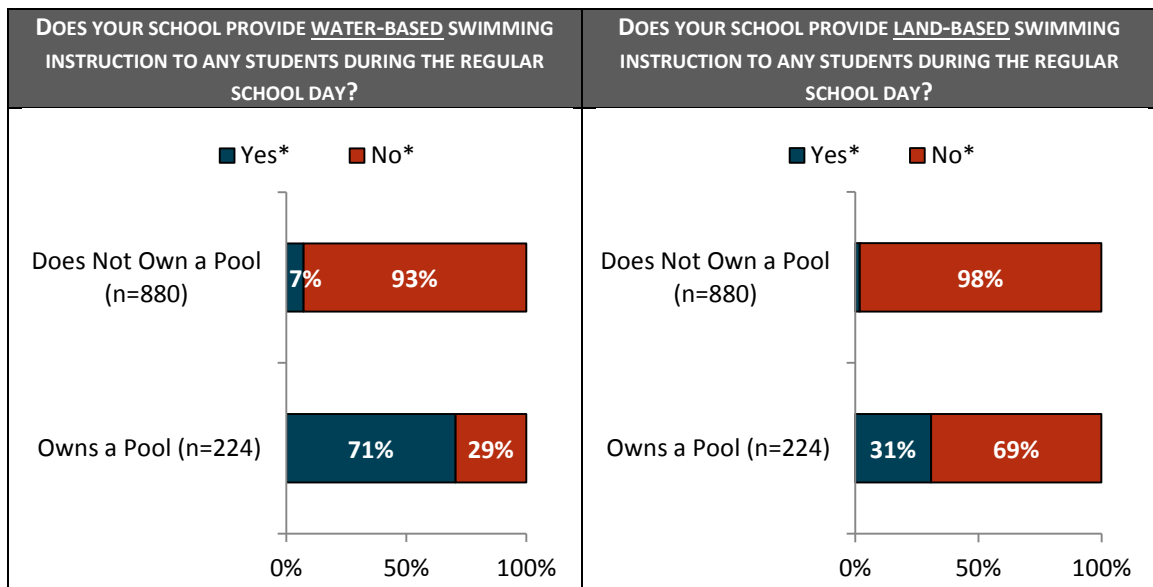 DOES YOUR SCHOOL PROVIDE WATER-BASED SWIMMING
INSTRUCTION TO ANY STUDENTS DURING THE REGULAR
SCHOOL DAY?
Yes* No*
Does Not Own a Pool
(n=880)
7% 93%
Owns a Pool (n=224)
71% 29%
0% 50% 100%
DOES YOUR SCHOOL PROVIDE LAND-BASED SWIMMING
INSTRUCTION TO ANY STUDENTS DURING THE REGULAR
SCHOOL DAY?
Yes* No*
Does Not Own a Pool
(n=880)
98%
Owns a Pool (n=224)
31% 69%
0% 50% 100%